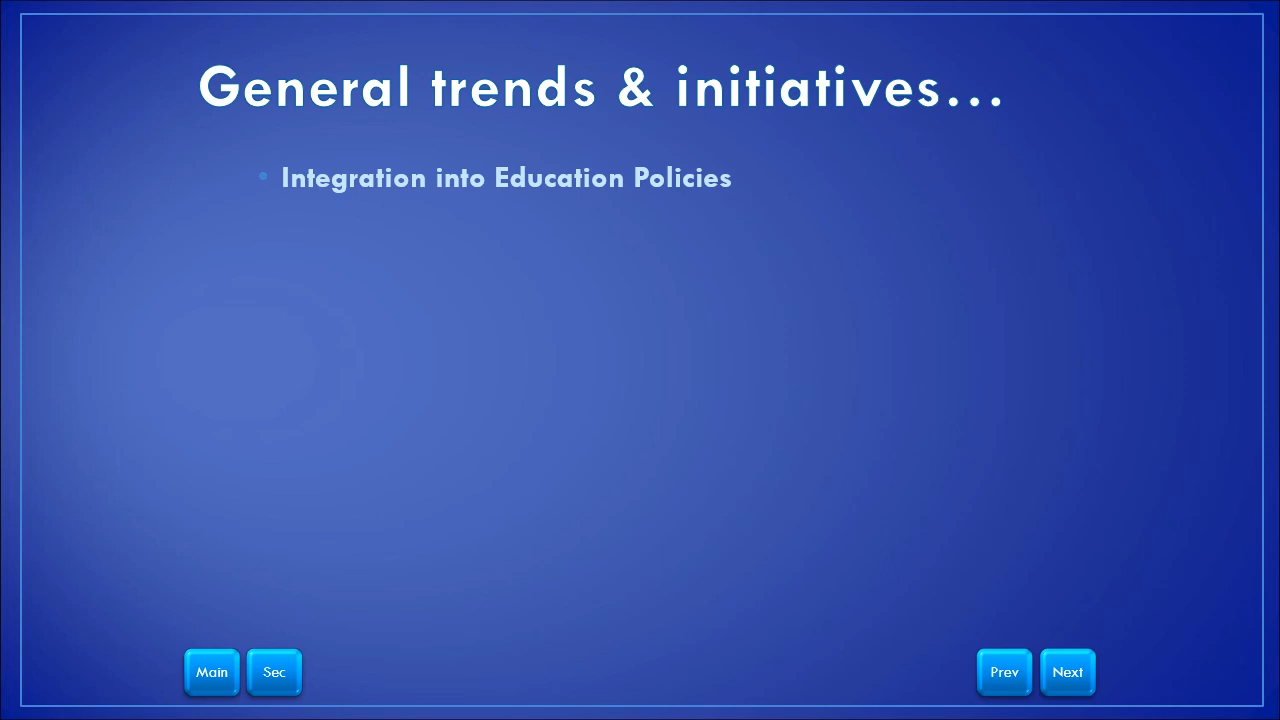 General trends & initiatives…
• Integration into Education Policies
Main Sec Prev Next